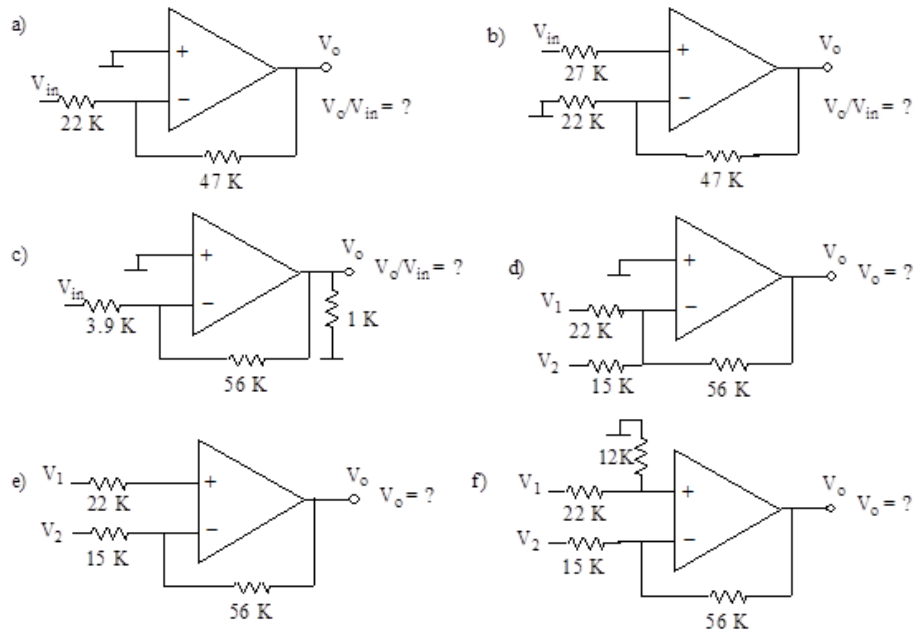 a)
V_o
+
V_in
−
22 K
V_o/V_in = ?
47 K
b)
V_in
V_o
+
27 K
−
22 K
V_o/V_in = ?
47 K
c)
V_o
V_o/V_in = ?
+
V_in
−
3.9 K
1 K
56 K
d)
V_o
V_o = ?
+
V_1
−
22 K
V_2
15 K
56 K
e)
V_1
V_o
V_o = ?
+
22 K
V_2
−
15 K
56 K
f)
12K
V_1
V_o
V_o = ?
+
22 K
V_2
−
15 K
56 K